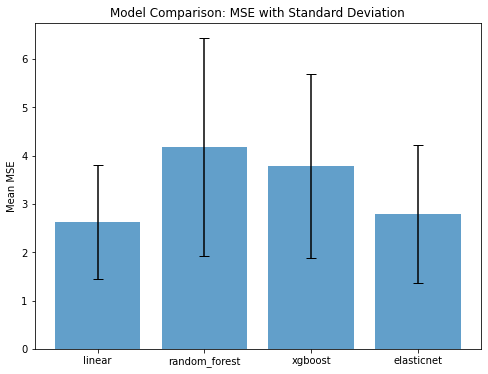 Model Comparison: MSE with Standard Deviation
Mean MSE
6
5
4
3
2
1
0
linear random_forest xgboost elasticnet